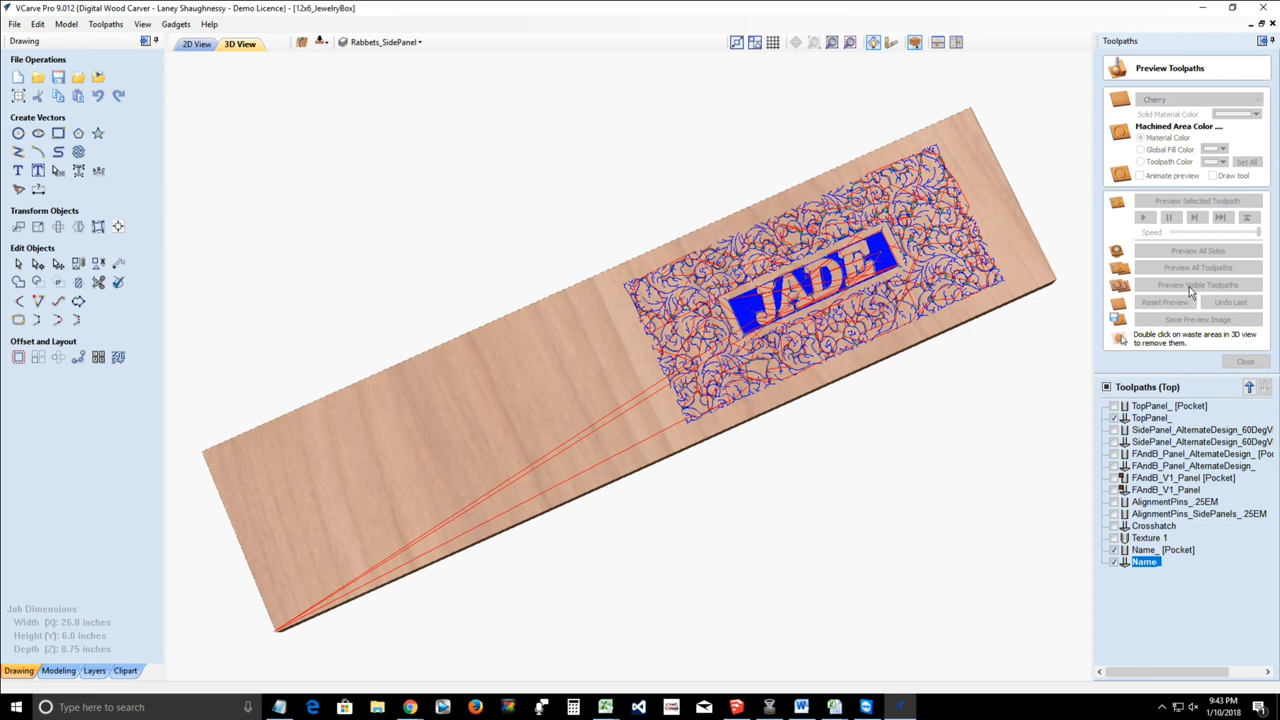 VCarve Pro 9.012 (Digital Wood Carver - Laney Shaughnessy - Demo Licence) - [12x6_JewelryBox]
File Edit Model Toolpaths View Gadgets Help
Drawing
2D View 3D View Rabbets_SidePanel
Toolpaths
File Operations
Create Vectors
Transform Objects
Edit Objects
Offset and Layout
Job Dimensions
Width (X): 26.0 inches
Height (Y): 6.0 inches
Depth (Z): 0.75 inches
Drawing Modeling Layers Clipart
JADE
Preview Toolpaths
Cherry
Solid Material Color
Machined Area Color ....
Material Color
Global Fill Color
Toolpath Color Set All
Animate preview Draw tool
Preview Selected Toolpath
Speed
Preview All Sides
Preview All Toolpaths
Preview Visible Toolpaths
Reset Preview Undo Last
Save Preview Image
Double click on waste areas in 3D view
to remove them.
Close
Toolpaths (Top)
TopPanel_ [Pocket]
TopPanel_
SidePanel_AlternateDesign_60DegV
SidePanel_AlternateDesign_60DegV
FAndB_Panel_AlternateDesign_ [Po
FAndB_Panel_AlternateDesign_
FAndB_V1_Panel [Pocket]
FAndB_V1_Panel
AlignmentPins_.25EM
AlignmentPins_SidePanels_.25EM
Crosshatch
Texture 1
Name_ [Pocket]
Name_
Type here to search
9:43 PM
1/10/2018